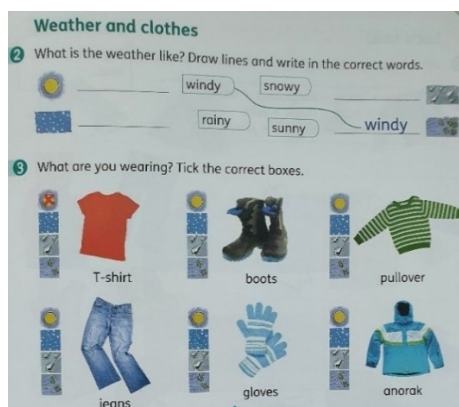 Weather and clothes
2 What is the weather like? Draw lines and write in the correct words.
windy snowy
rainy sunny windy
3 What are you wearing? Tick the correct boxes.
T-shirt boots pullover
jeans gloves anorak